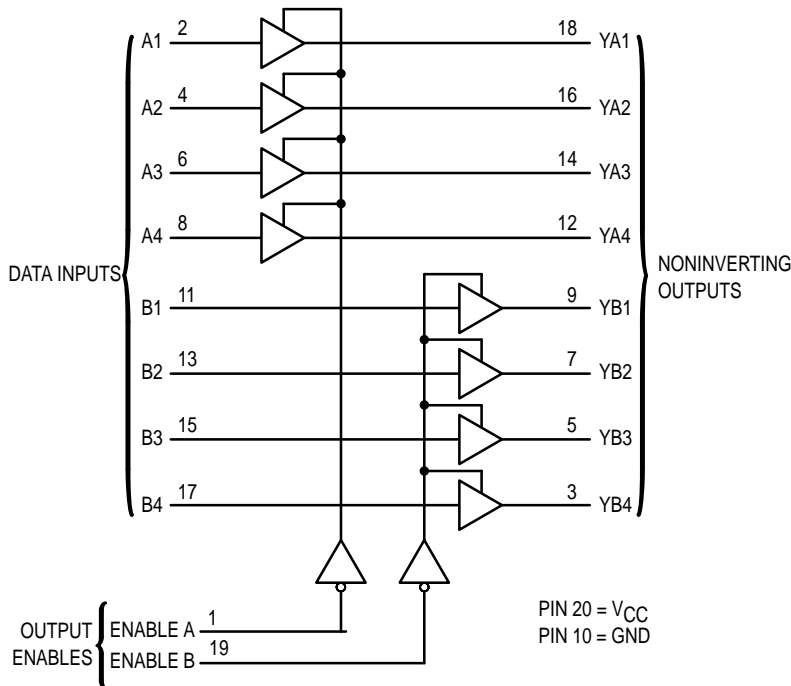 A1 2 18 YA1
A2 4 16 YA2
A3 6 14 YA3
A4 8 12 YA4
DATA INPUTS
NONINVERTING
OUTPUTS
B1 11 9 YB1
B2 13 7 YB2
B3 15 5 YB3
B4 17 3 YB4
OUTPUT
ENABLES
ENABLE A 1
ENABLE B 19
PIN 20 = VCC
PIN 10 = GND